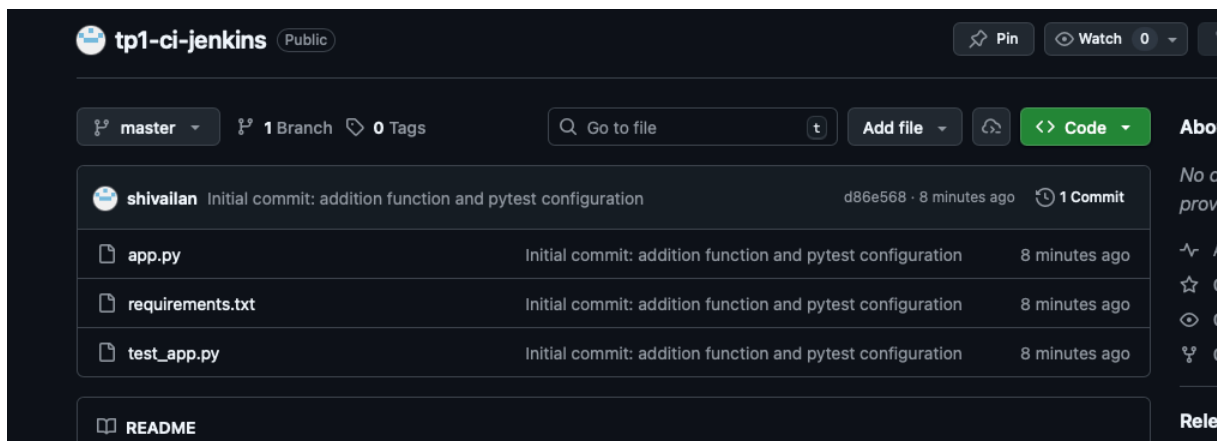 tp1-ci-jenkins Public
Pin
Watch 0
master
1 Branch
0 Tags
Go to file
t
Add file
Code
shivailan Initial commit: addition function and pytest configuration
d86e568 · 8 minutes ago
1 Commit
app.py Initial commit: addition function and pytest configuration 8 minutes ago
requirements.txt Initial commit: addition function and pytest configuration 8 minutes ago
test_app.py Initial commit: addition function and pytest configuration 8 minutes ago
README
No